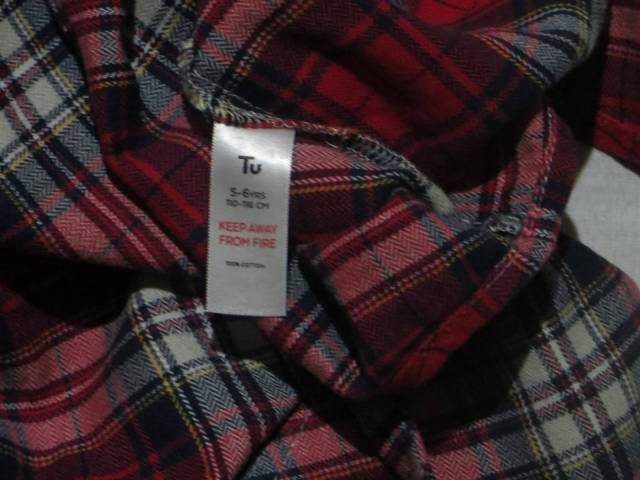 Tu
5-6YRS
110-116 CM
KEEP AWAY
FROM FIRE
100% COTTON